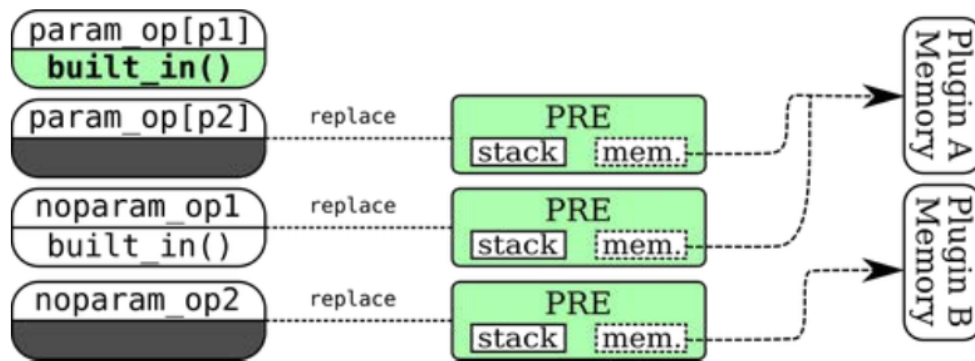 param_op[p1]
built_in()
param_op[p2]
replace
PRE
stack
mem.
noparam_op1
built_in()
replace
PRE
stack
mem.
noparam_op2
replace
PRE
stack
mem.
Plugin A
Memory
Plugin B
Memory